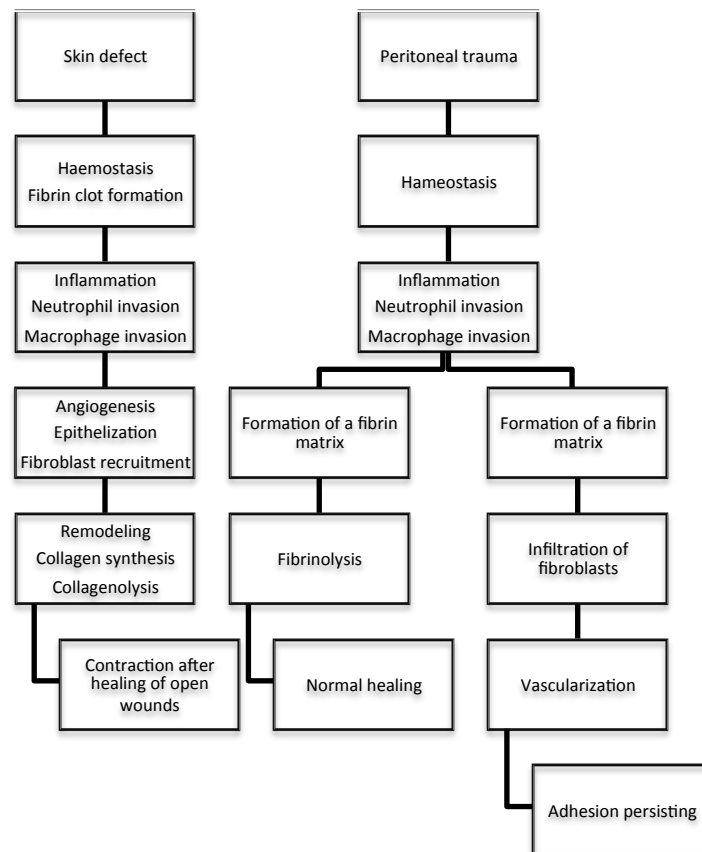 Skin defect
Haemostasis
Fibrin clot formation
Inflammation
Neutrophil invasion
Macrophage invasion
Angiogenesis
Epithelization
Fibroblast recruitment
Remodeling
Collagen synthesis
Collagenolysis
Contraction after
healing of open
wounds
Peritoneal trauma
Hameostasis
Inflammation
Neutrophil invasion
Macrophage invasion
Formation of a fibrin
matrix
Fibrinolysis
Normal healing
Formation of a fibrin
matrix
Infiltration of
fibroblasts
Vascularization
Adhesion persisting